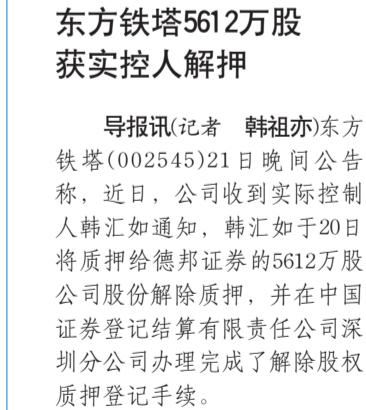 东方铁塔5612万股
获实控人解押
导报讯(记者 韩祖亦)东方
铁塔(002545)21日晚间公告
称，近日，公司收到实际控制
人韩汇如通知，韩汇如于20日
将质押给德邦证券的5612万股
公司股份解除质押，并在中国
证券登记结算有限责任公司深
圳分公司办理完成了解除股权
质押登记手续。